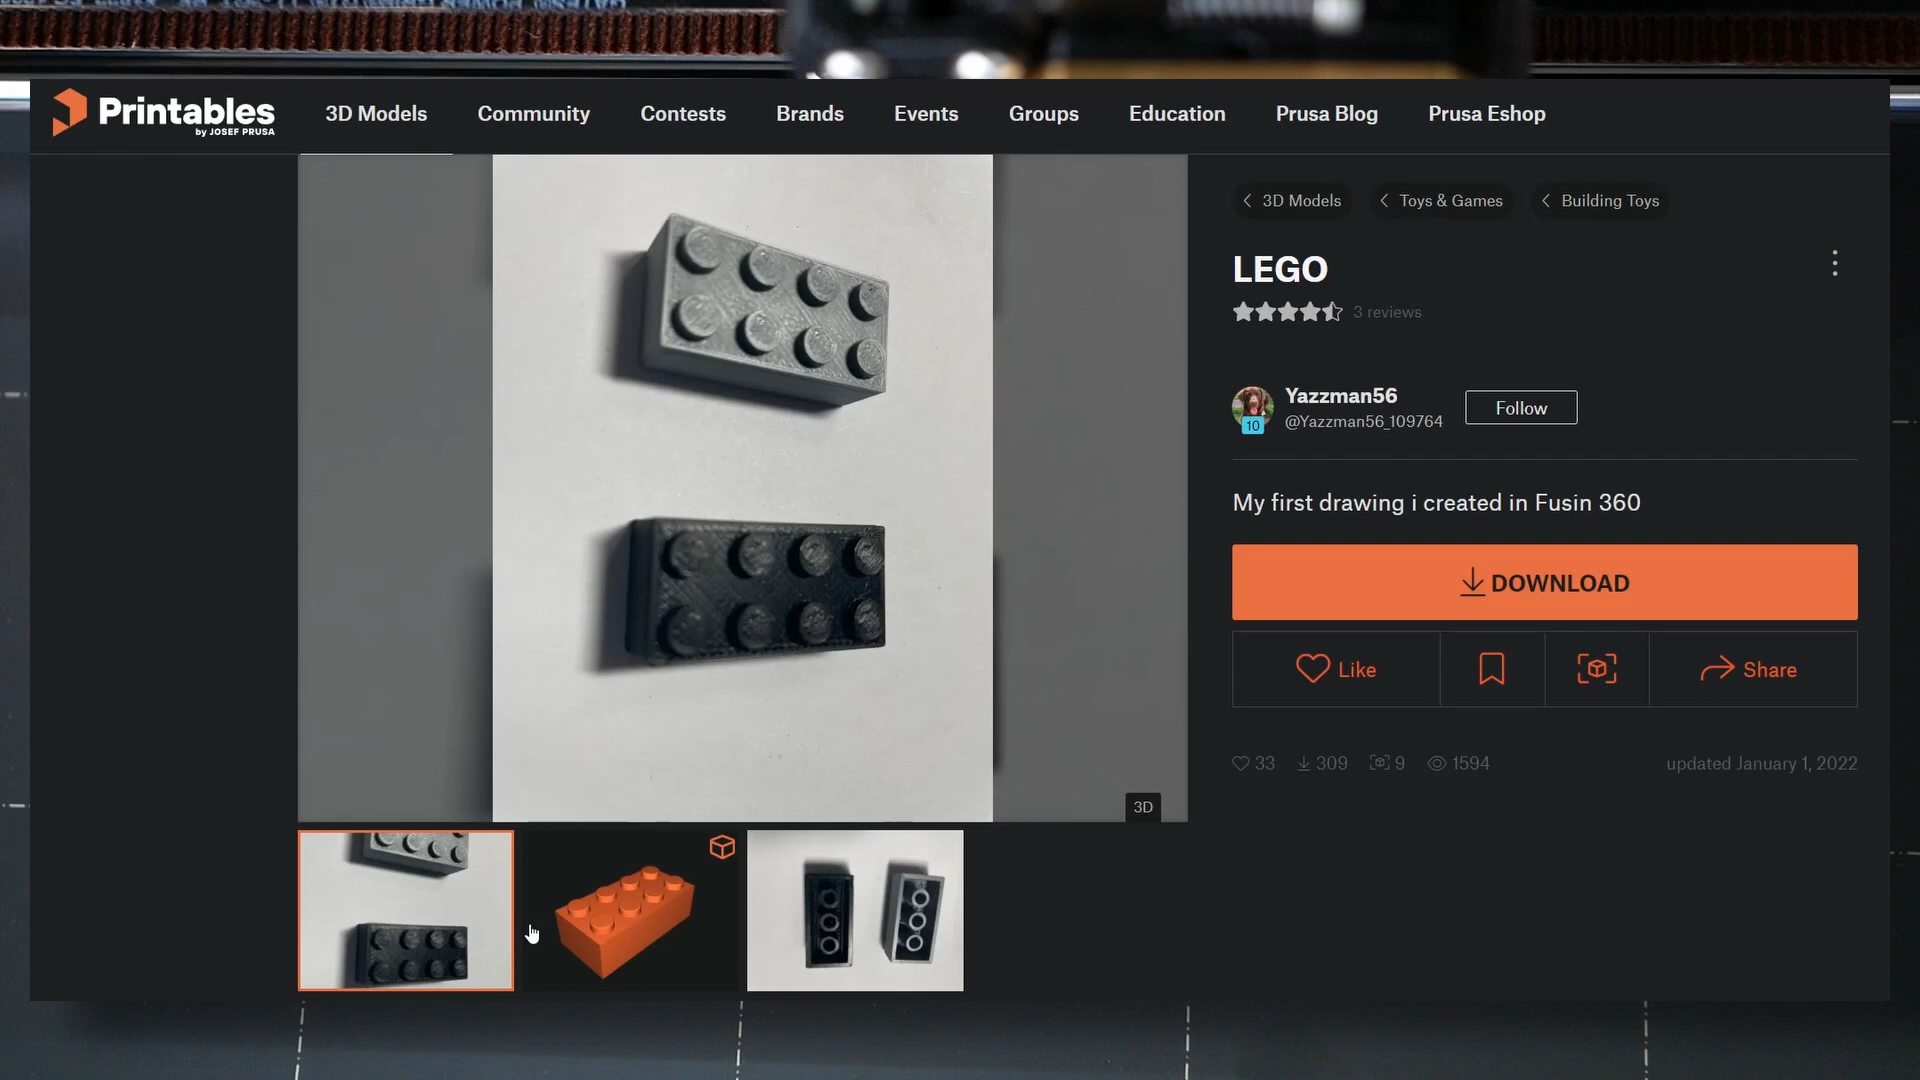 Printables
by JOSEF PRUSA
3D Models
Community
Contests
Brands
Events
Groups
Education
Prusa Blog
Prusa Eshop
3D Models
Toys & Games
Building Toys
LEGO
3 reviews
Yazzman56
@Yazzman56_109764
10
Follow
My first drawing i created in Fusin 360
DOWNLOAD
Like
Share
33
309
9
1594
updated January 1, 2022
3D